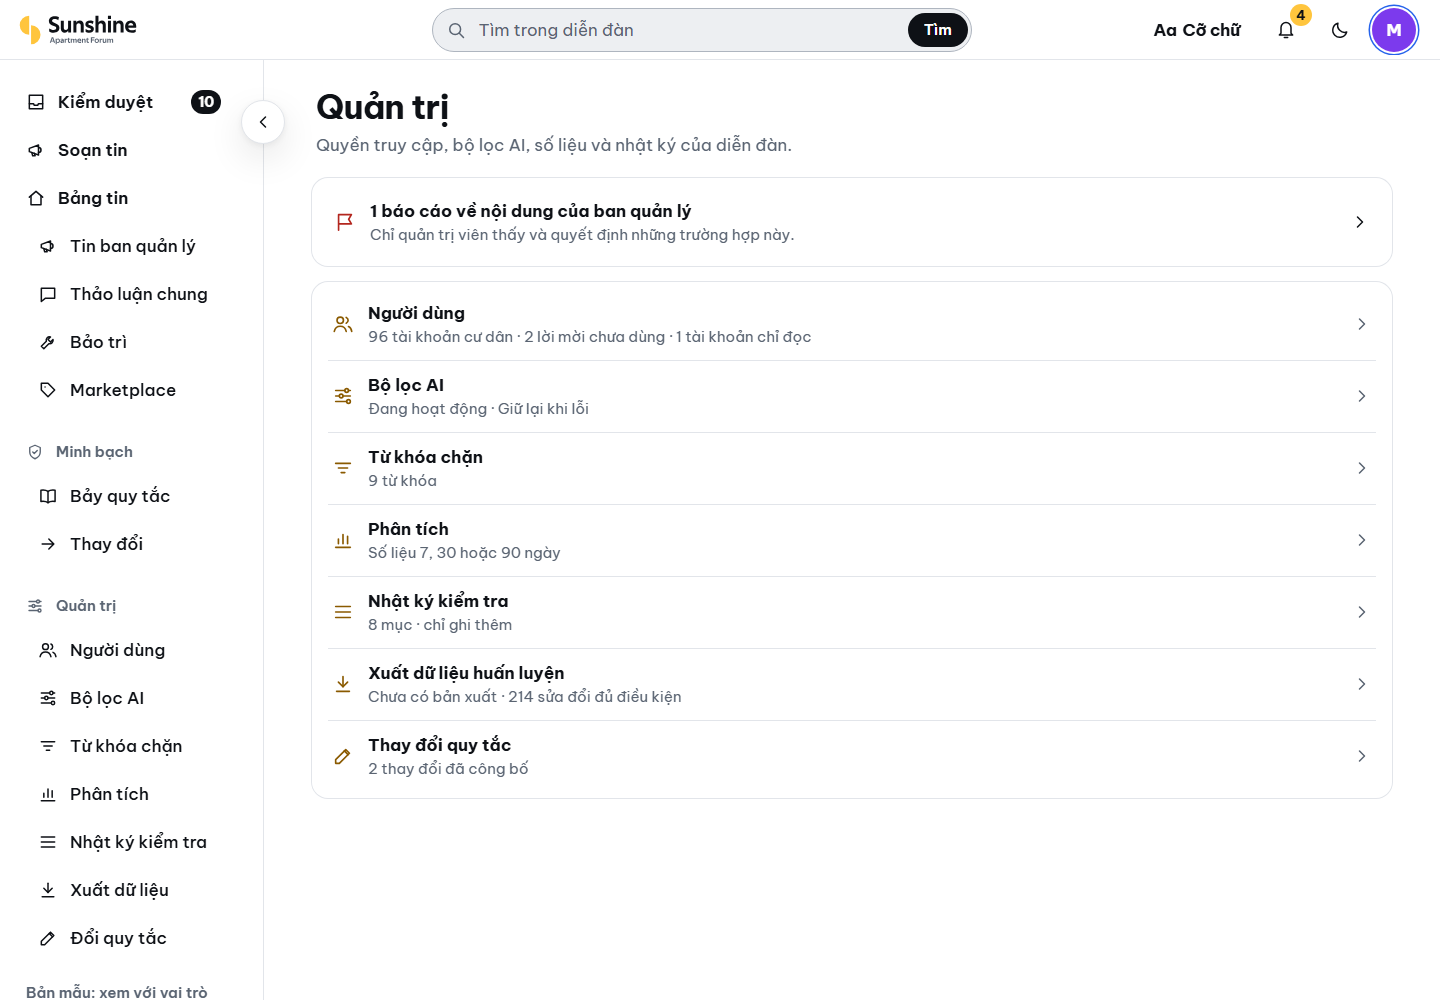 Sunshine
Apartment Forum
Tìm trong diễn đàn
Tìm
Aa Cỡ chữ
4
M
Kiểm duyệt
10
Soạn tin
Bảng tin
Tin ban quản lý
Thảo luận chung
Bảo trì
Marketplace
Minh bạch
Bảy quy tắc
Thay đổi
Quản trị
Người dùng
Bộ lọc AI
Từ khóa chặn
Phân tích
Nhật ký kiểm tra
Xuất dữ liệu
Đổi quy tắc
Bản mẫu: xem với vai trò
Quản trị
Quyền truy cập, bộ lọc AI, số liệu và nhật ký của diễn đàn.
1 báo cáo về nội dung của ban quản lý
Chỉ quản trị viên thấy và quyết định những trường hợp này.
Người dùng
96 tài khoản cư dân · 2 lời mời chưa dùng · 1 tài khoản chỉ đọc
Bộ lọc AI
Đang hoạt động · Giữ lại khi lỗi
Từ khóa chặn
9 từ khóa
Phân tích
Số liệu 7, 30 hoặc 90 ngày
Nhật ký kiểm tra
8 mục · chỉ ghi thêm
Xuất dữ liệu huấn luyện
Chưa có bản xuất · 214 sửa đổi đủ điều kiện
Thay đổi quy tắc
2 thay đổi đã công bố